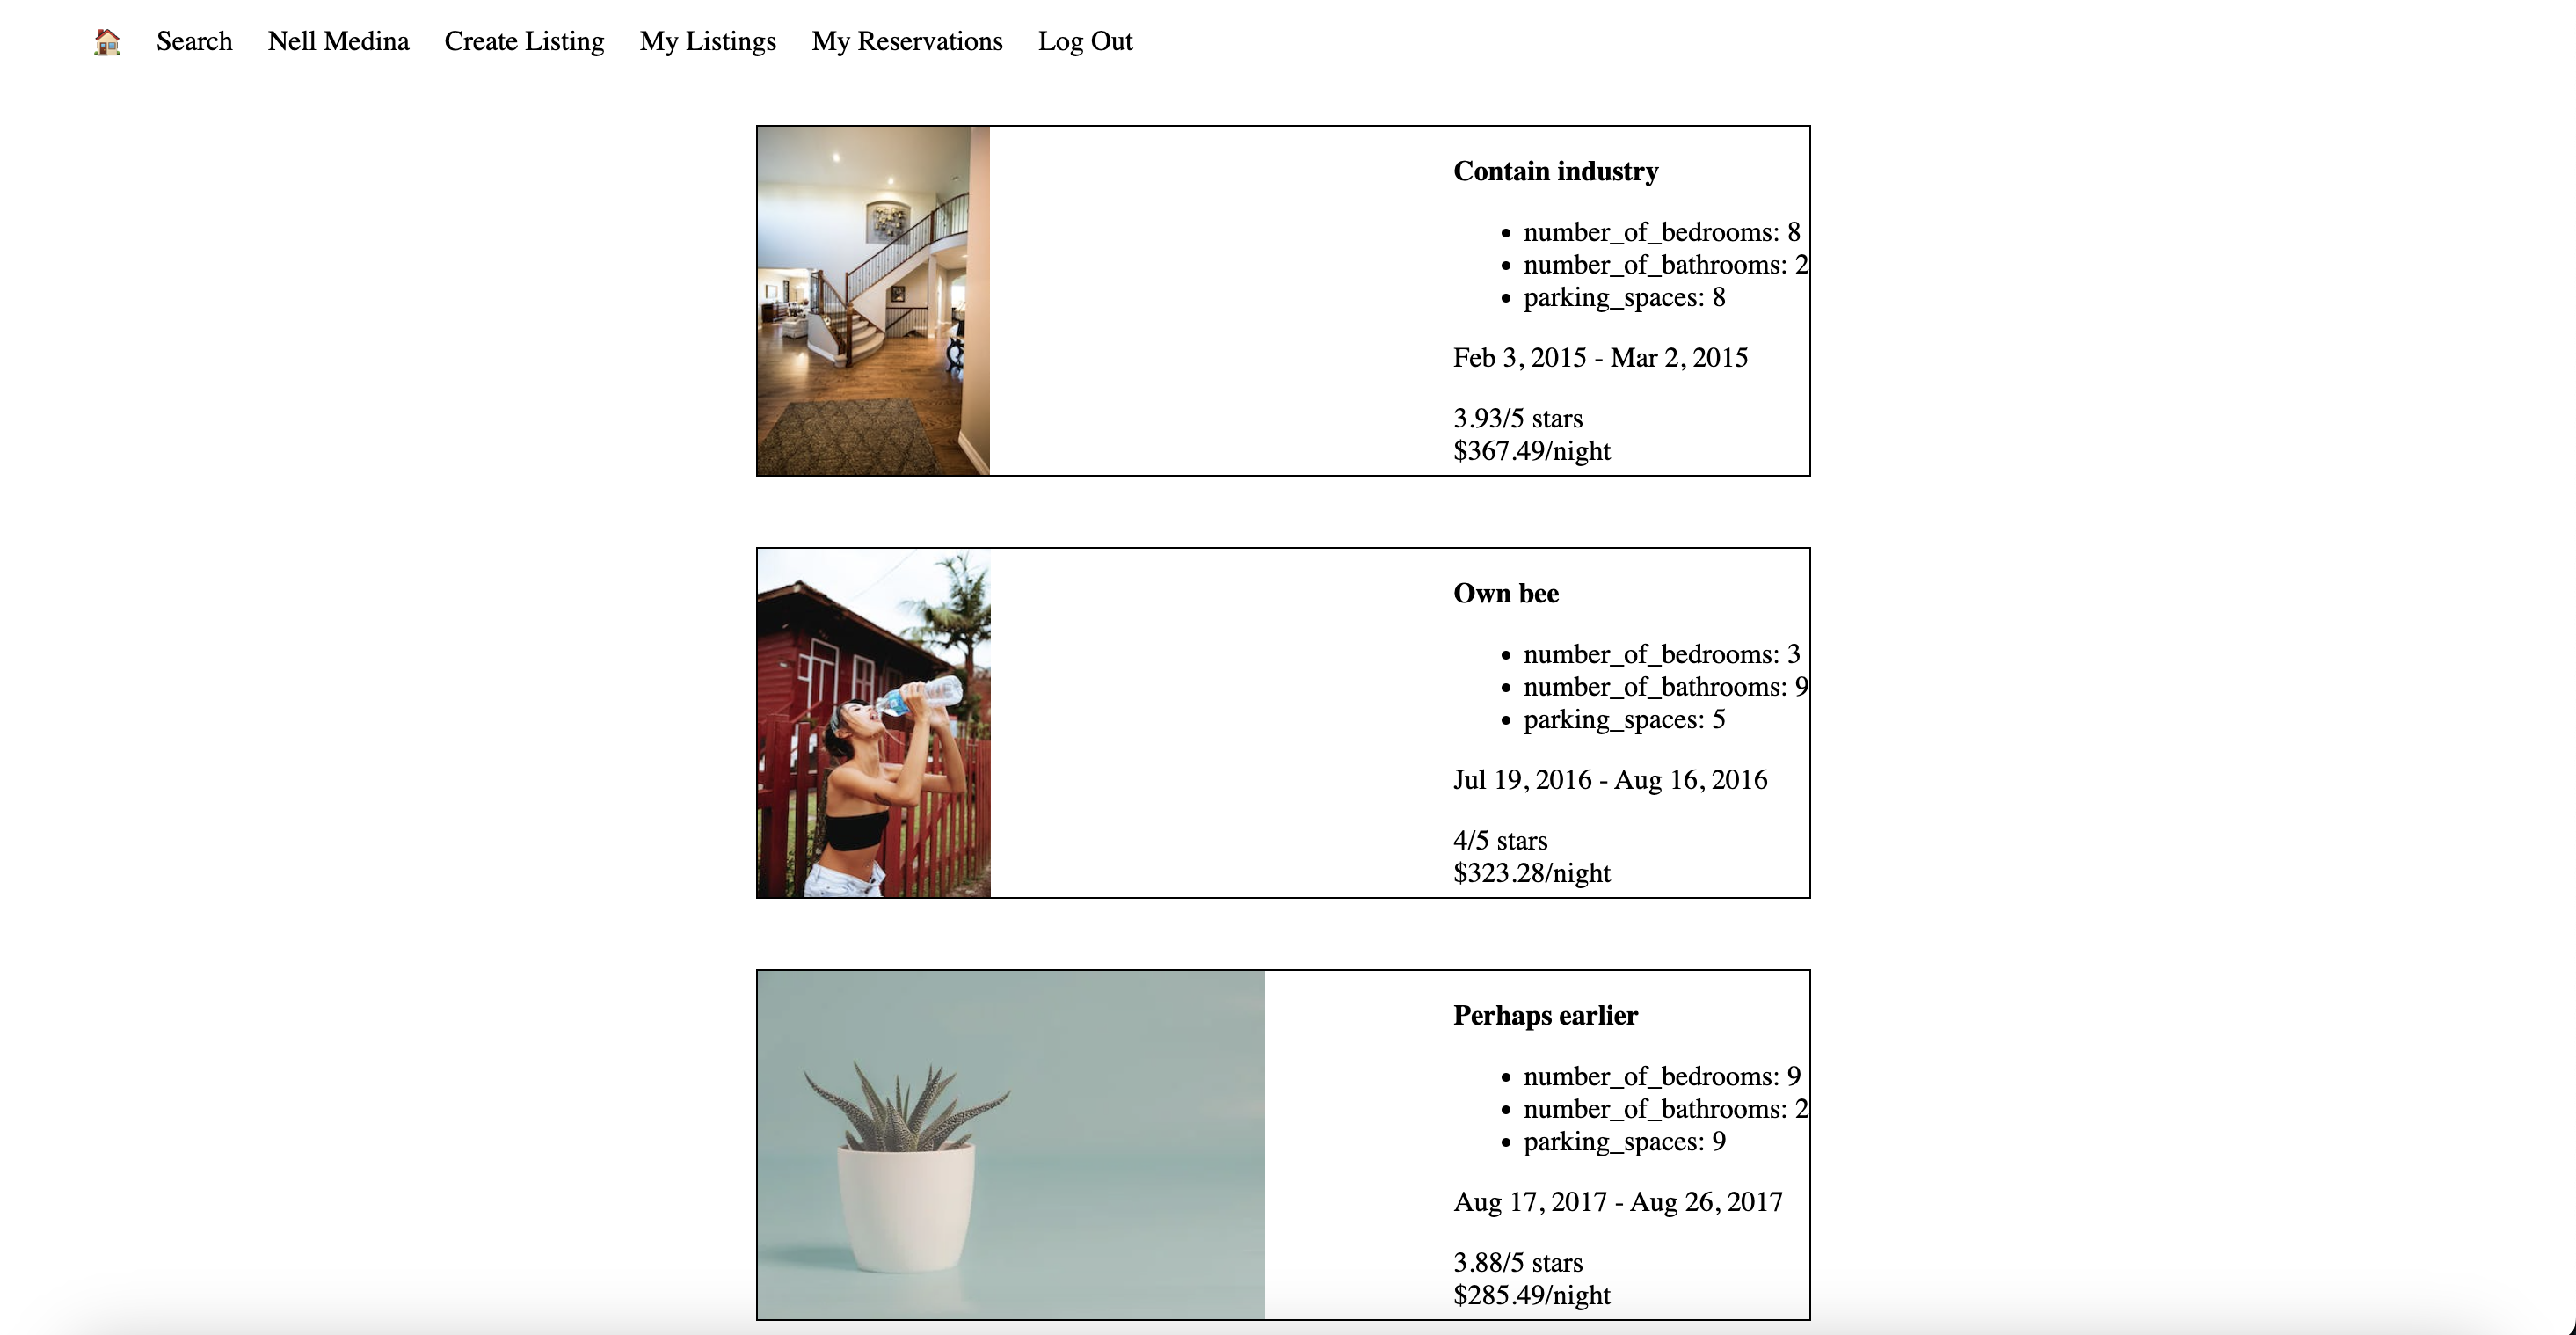 Search Nell Medina Create Listing My Listings My Reservations Log Out
Contain industry
number_of_bedrooms: 8
number_of_bathrooms: 2
parking_spaces: 8
Feb 3, 2015 - Mar 2, 2015
3.93/5 stars
$367.49/night
Own bee
number_of_bedrooms: 3
number_of_bathrooms: 9
parking_spaces: 5
Jul 19, 2016 - Aug 16, 2016
4/5 stars
$323.28/night
Perhaps earlier
number_of_bedrooms: 9
number_of_bathrooms: 2
parking_spaces: 9
Aug 17, 2017 - Aug 26, 2017
3.88/5 stars
$285.49/night